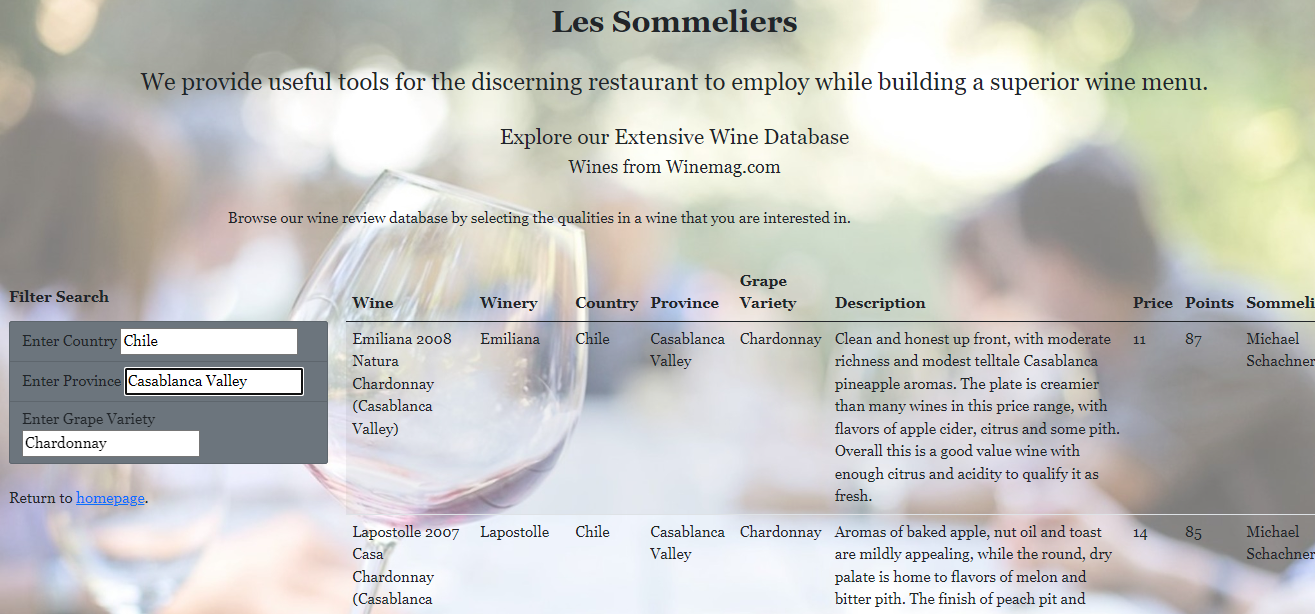 Les Sommeliers
We provide useful tools for the discerning restaurant to employ while building a superior wine menu.
Explore our Extensive Wine Database
Wines from Winemag.com
Browse our wine review database by selecting the qualities in a wine that you are interested in.
Filter Search
Enter Country Chile
Enter Province Casablanca Valley
Enter Grape Variety
Chardonnay
Return to homepage.
Grape
Wine Winery Country Province Variety Description Price Points Sommeli
Emiliana 2008 Emiliana Chile Casablanca Chardonnay Clean and honest up front, with moderate 11 87 Michael
Natura Valley richness and modest telltale Casablanca Schachner
Chardonnay pineapple aromas. The plate is creamier
(Casablanca than many wines in this price range, with
Valley) flavors of apple cider, citrus and some pith.
Overall this is a good value wine with
enough citrus and acidity to qualify it as
fresh.
Lapostolle 2007 Lapostolle Chile Casablanca Chardonnay Aromas of baked apple, nut oil and toast 14 85 Michael
Casa Valley are mildly appealing, while the round, dry Schachner
Chardonnay palate is home to flavors of melon and
(Casablanca bitter pith. The finish of peach pit and